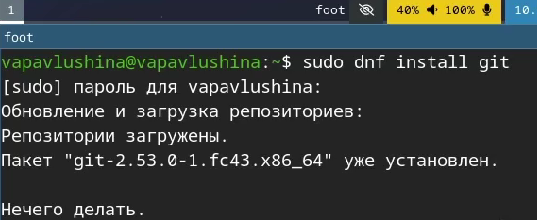 1 foot 40% 100% 10.
foot
vapavlushina@vapavlushina:~$ sudo dnf install git
[sudo] пароль для vapavlushina:
Обновление и загрузка репозиториев:
Репозитории загружены.
Пакет "git-2.53.0-1.fc43.x86_64" уже установлен.
Нечего делать.